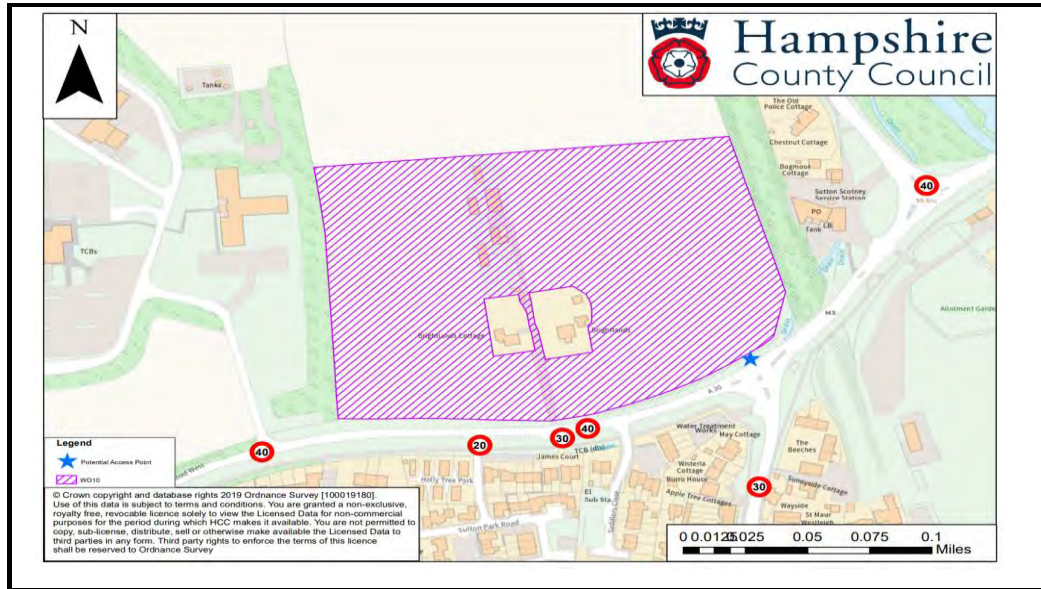 N
Hampshire
County Council
Tanks
The Old
Police Cottage
Chestnut Cottage
Bogmoor
Cottage
Sutton Scotney
Service Station
PO
LB
Tank
40
TCBs
Allotment Garde
Brightlands Cottage
Brightlands
Drain
Drain
Drain
Drain
A 30
40
20
30
40
30
Water Treatment
Works
May Cottage
The
Beeches
TCB (dis)
James Court
Wisteria
Cottage
Burro House
Apple Tree Cottages
Sunnyside Cottage
Wayside
St Maur
Holly Tree Park
El
Sub Sta
Sutton Park Road
Legend
Potential Access Point
WO10
© Crown copyright and database rights 2019 Ordnance Survey [100019180].
Use of this data is subject to terms and conditions. You are granted a non-exclusive,
royalty free, revocable licence solely to view the Licensed Data for non-commercial
purposes for the period during which HCC makes it available. You are not permitted to
copy, sub-license, distribute, sell or otherwise make available the Licensed Data to
third parties in any form. Third party rights to enforce the terms of this licence
shall be reserved to Ordnance Survey
0 0.0125 0.025 0.05 0.075 0.1
Miles